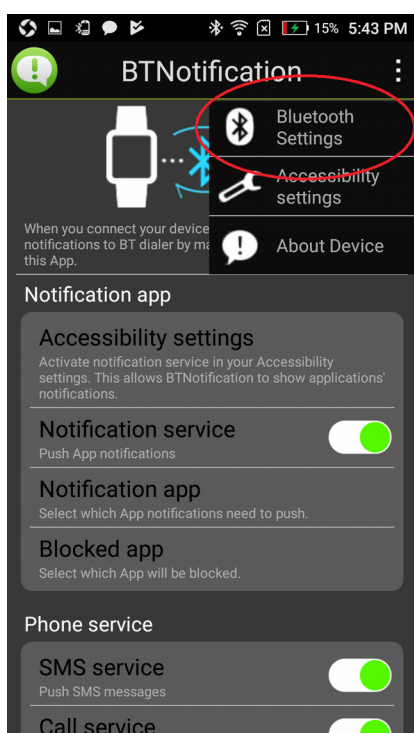 15% 5:43 PM
BTNotification
Bluetooth
Settings
Accessibility
settings
About Device
When you connect your device
notifications to BT dialer by ma
this App.
Notification app
Accessibility settings
Activate notification service in your Accessibility
settings. This allows BTNotification to show applications'
notifications.
Notification service
Push App notifications
Notification app
Select which App notifications need to push.
Blocked app
Select which App will be blocked.
Phone service
SMS service
Push SMS messages
Call service